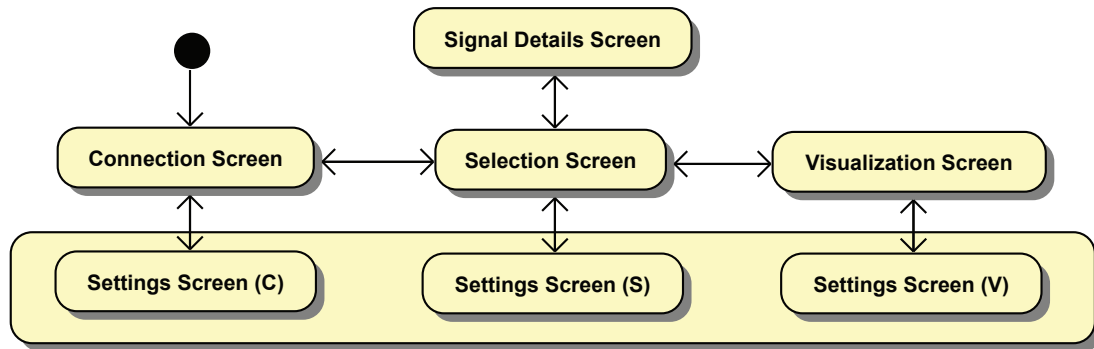 Signal Details Screen
Connection Screen
Selection Screen
Visualization Screen
Settings Screen (C)
Settings Screen (S)
Settings Screen (V)